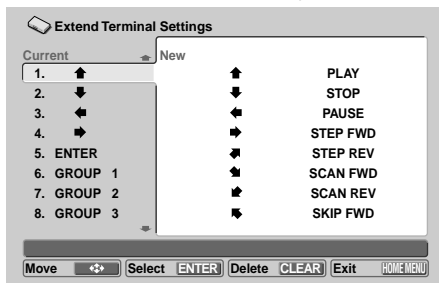 Extend Terminal Settings
Current New
1. ⬆ ⬆ PLAY
2. ⬇ ⬇ STOP
3. ⬅ ⬅ PAUSE
4. ➡ ➡ STEP FWD
5. ENTER STEP REV
6. GROUP 1 SCAN FWD
7. GROUP 2 SCAN REV
8. GROUP 3 SKIP FWD
Move Select ENTER Delete CLEAR Exit HOME MENU